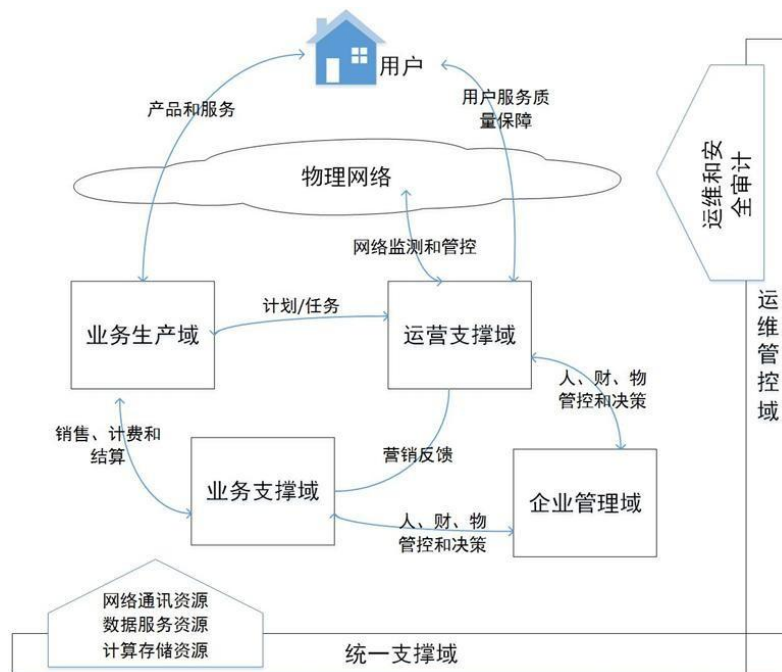 用户
产品和服务
用户服务质
量保障
物理网络
运维和安
全审计
网络监测和管控
业务生产域
计划/任务
运营支撑域
运维管控域
人、财、物
管控和决策
销售、计费和
结算
营销反馈
业务支撑域
企业管理域
人、财、物
管控和决策
网络通讯资源
数据服务资源
计算存储资源
统一支撑域